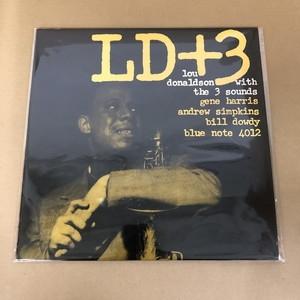 LD+3
lou
donaldson with
the 3 sounds
gene harris
andrew simpkins
bill dowdy
blue note 4012